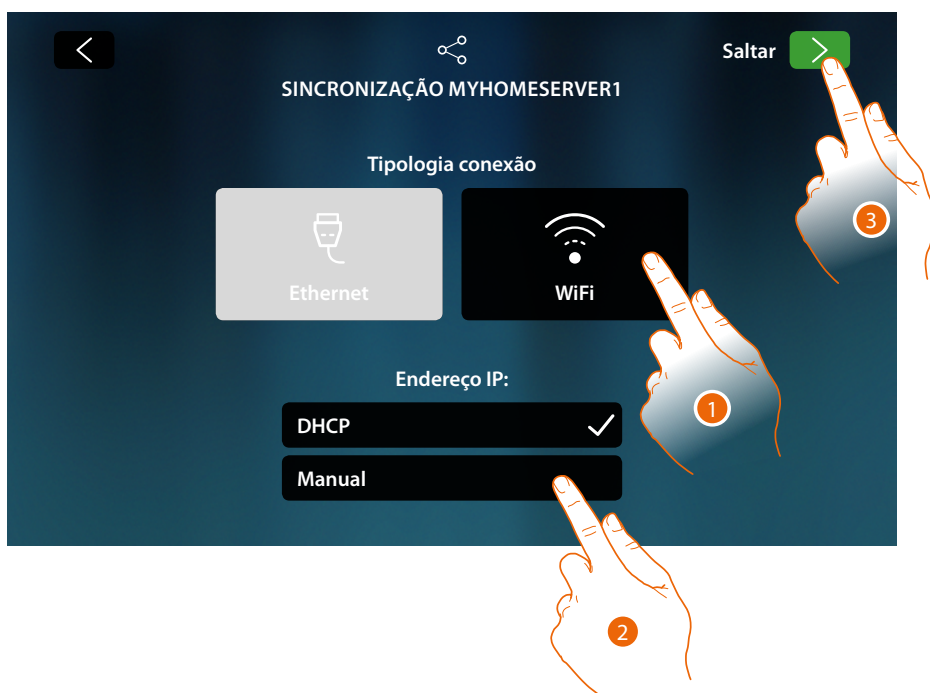 Saltar
SINCRONIZAÇÃO MYHOMESERVER1
Tipologia conexão
Ethernet
WiFi
Endereço IP:
DHCP
Manual
1
2
3